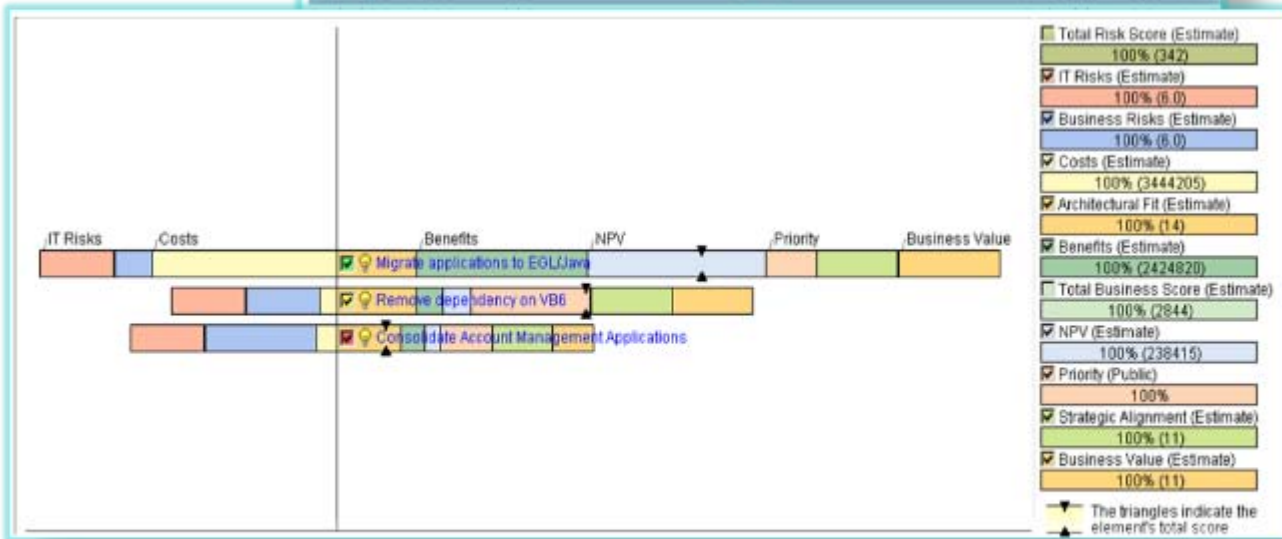 IT Risks Costs Benefits NPV Priority Business Value
Migrate applications to EGL/Java
Remove dependency on VB6
Consolidate Account Management Applications
Total Risk Score (Estimate)
100% (342)
IT Risks (Estimate)
100% (6.0)
Business Risks (Estimate)
100% (6.0)
Costs (Estimate)
100% (3444205)
Architectural Fit (Estimate)
100% (14)
Benefits (Estimate)
100% (2424820)
Total Business Score (Estimate)
100% (2844)
NPV (Estimate)
100% (238415)
Priority (Public)
100%
Strategic Alignment (Estimate)
100% (11)
Business Value (Estimate)
100% (11)
The triangles indicate the
element's total score